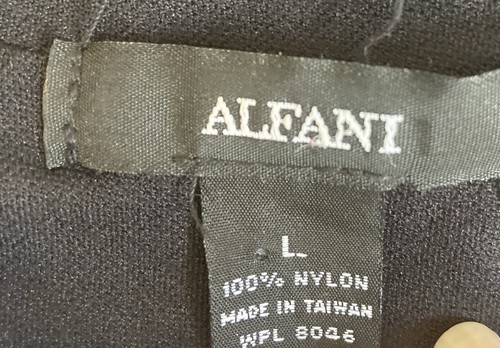 ALFANI
L
100% NYLON
MADE IN TAIWAN
WPL 8046